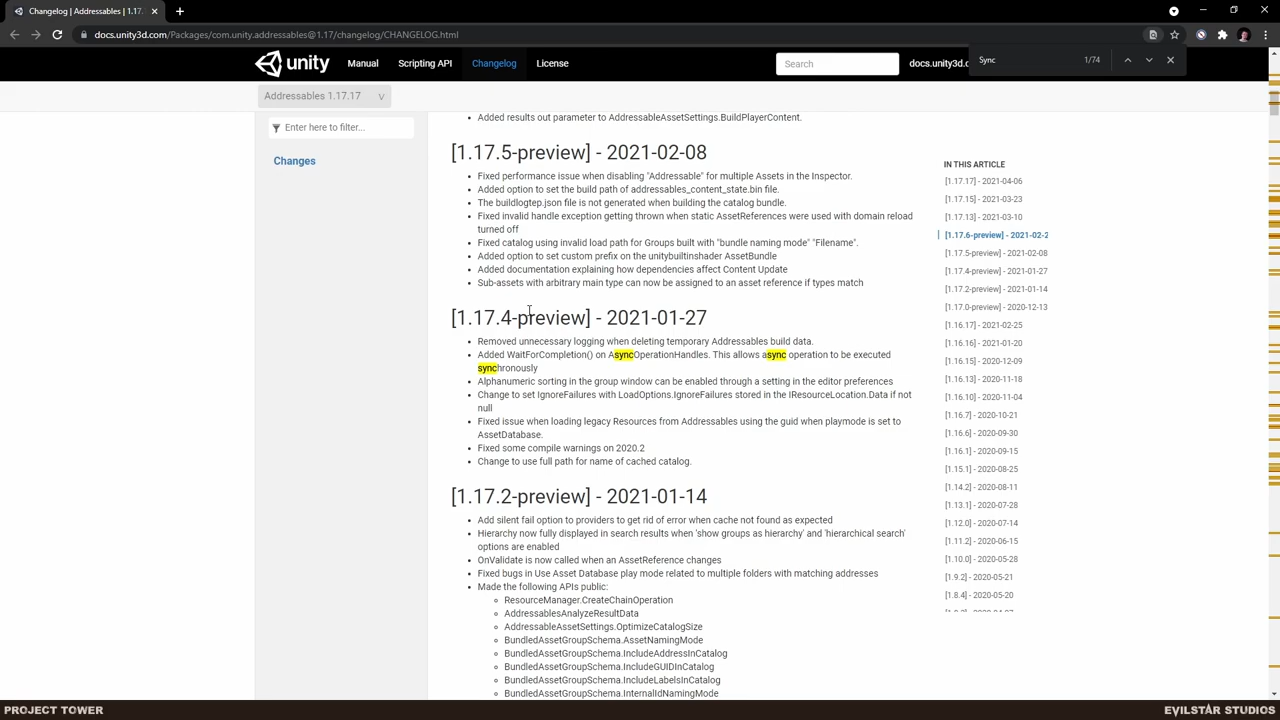 Changelog | Addressables | 1.17.
docs.unity3d.com/Packages/com.unity.addressables@1.17/changelog/CHANGELOG.html
unity
Manual
Scripting API
Changelog
License
Search
docs.unity3d.c
Sync
1/74
Addressables 1.17.17
Enter here to filter...
Changes
• Added results out parameter to AddressableAssetSettings.BuildPlayerContent.
[1.17.5-preview] - 2021-02-08
• Fixed performance issue when disabling "Addressable" for multiple Assets in the Inspector.
• Added option to set the build path of addressables_content_state.bin file.
• The buildlogtep.json file is not generated when building the catalog bundle.
• Fixed invalid handle exception getting thrown when static AssetReferences were used with domain reload
turned off
• Fixed catalog using invalid load path for Groups built with "bundle naming mode" "Filename".
• Added option to set custom prefix on the unitybuiltinshader AssetBundle
• Added documentation explaining how dependencies affect Content Update
• Sub-assets with arbitrary main type can now be assigned to an asset reference if types match
[1.17.4-preview] - 2021-01-27
• Removed unnecessary logging when deleting temporary Addressables build data.
• Added WaitForCompletion() on AsyncOperationHandles. This allows async operation to be executed
synchronously
• Alphanumeric sorting in the group window can be enabled through a setting in the editor preferences
• Change to set IgnoreFailures with LoadOptions.IgnoreFailures stored in the IResourceLocation.Data if not
null
• Fixed issue when loading legacy Resources from Addressables using the guid when playmode is set to
AssetDatabase.
• Fixed some compile warnings on 2020.2
• Change to use full path for name of cached catalog.
[1.17.2-preview] - 2021-01-14
• Add silent fail option to providers to get rid of error when cache not found as expected
• Hierarchy now fully displayed in search results when 'show groups as hierarchy' and 'hierarchical search'
options are enabled
• OnValidate is now called when an AssetReference changes
• Fixed bugs in Use Asset Database play mode related to multiple folders with matching addresses
• Made the following APIs public:
ResourceManager.CreateChainOperation
AddressablesAnalyzeResultData
AddressableAssetSettings.OptimizeCatalogSize
BundledAssetGroupSchema.AssetNamingMode
BundledAssetGroupSchema.IncludeAddressInCatalog
BundledAssetGroupSchema.IncludeGUIDInCatalog
BundledAssetGroupSchema.IncludeLabelsInCatalog
BundledAssetGroupSchema.InternalIdNamingMode
IN THIS ARTICLE
[1.17.17] - 2021-04-06
[1.17.15] - 2021-03-23
[1.17.13] - 2021-03-10
[1.17.6-preview] - 2021-02-2
[1.17.5-preview] - 2021-02-08
[1.17.4-preview] - 2021-01-27
[1.17.2-preview] - 2021-01-14
[1.17.0-preview] - 2020-12-13
[1.16.17] - 2021-02-25
[1.16.16] - 2021-01-20
[1.16.15] - 2020-12-09
[1.16.13] - 2020-11-18
[1.16.10] - 2020-11-04
[1.16.7] - 2020-10-21
[1.16.6] - 2020-09-30
[1.16.1] - 2020-09-15
[1.15.1] - 2020-08-25
[1.14.2] - 2020-08-11
[1.13.1] - 2020-07-28
[1.12.0] - 2020-07-14
[1.11.2] - 2020-06-15
[1.10.0] - 2020-05-28
[1.9.2] - 2020-05-21
[1.8.4] - 2020-05-20
PROJECT TOWER
EVILSTAR STUDIOS